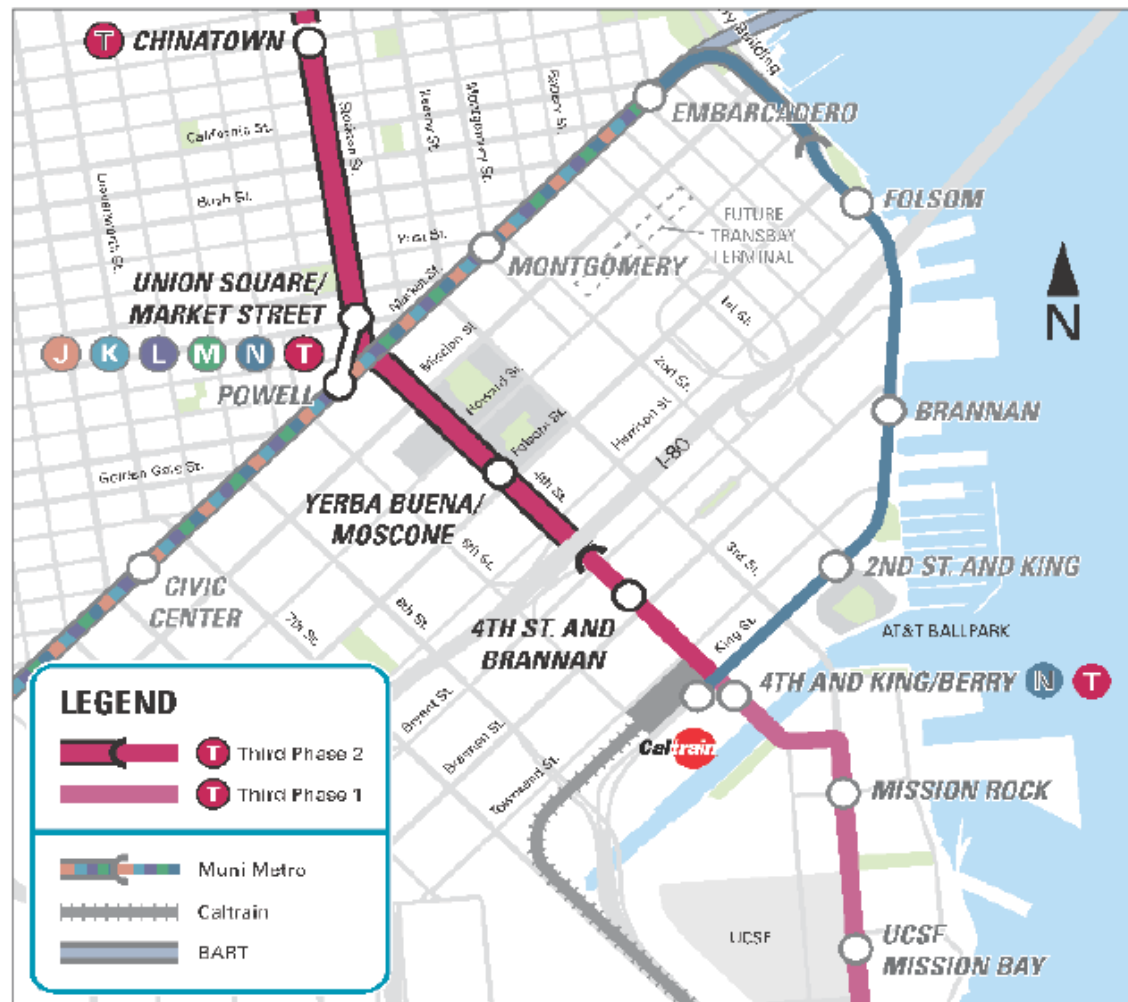 T CHINATOWN
ry Building
EMBARCADERO
California St.
Stockton St.
Kearny St.
Montgomery St.
Battery St.
Leavenworth St.
Bush St.
FOLSOM
Post St.
Market St.
MONTGOMERY
FUTURE
TRANSBAY
TERMINAL
N
UNION SQUARE/
MARKET STREET
J K L M N T
POWELL
Mission St.
Howard St.
Folsom St.
1st St.
2nd St.
Harrison St.
I-80
BRANNAN
Golden Gate St.
4th St.
YERBA BUENA/
MOSCONE
3rd St.
2ND ST. AND KING
CIVIC
CENTER
7th St.
4TH ST. AND
BRANNAN
King St.
AT&T BALLPARK
4TH AND KING/BERRY N T
Caltrain
Bryant St.
Brannan St.
Townsend St.
MISSION ROCK
UCSF
UCSF
MISSION BAY
LEGEND
T Third Phase 2
T Third Phase 1
Muni Metro
Caltrain
BART